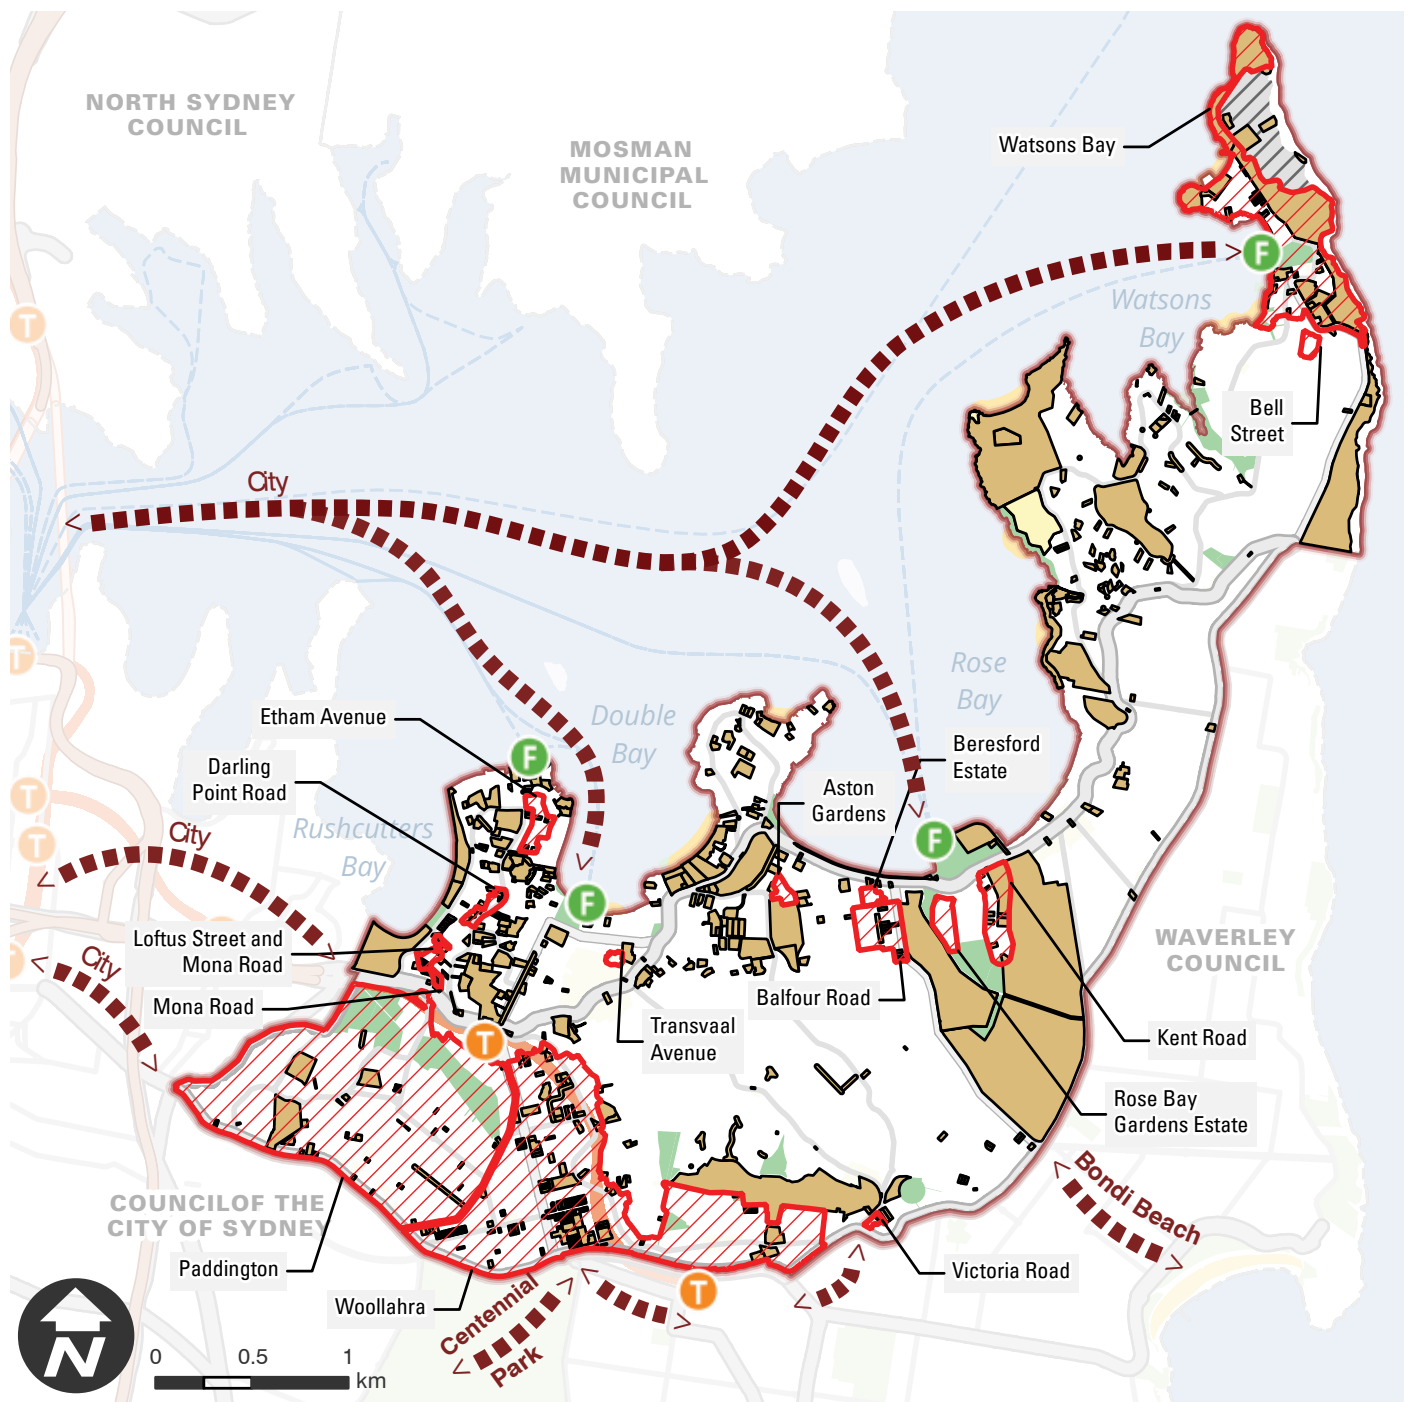 NORTH SYDNEY
COUNCIL
MOSMAN
MUNICIPAL
COUNCIL
Watsons Bay
F
Watsons
Bay
T
Bell
Street
City
T
Rose
Bay
Etham Avenue
Double
Bay
Beresford
Estate
Darling
Point Road
F
Aston
Gardens
T
City
Rushcutters
Bay
T
F
F
Loftus Street and
Mona Road
WAVERLEY
COUNCIL
T
City
Mona Road
Balfour Road
T
Transvaal
Avenue
Kent Road
Rose Bay
Gardens Estate
Bondi Beach
COUNCILOF THE
CITY OF SYDNEY
Paddington
Woollahra
Centennial
Park
T
Victoria Road
N
0 0.5 1
km